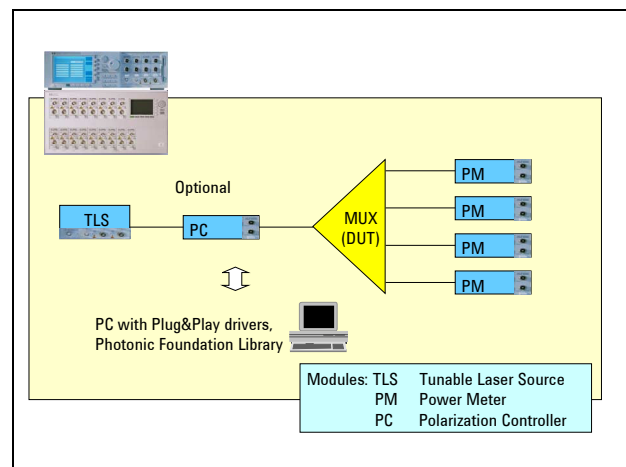 Optional
TLS
PC
MUX
(DUT)
PM
PM
PM
PM
PC with Plug&Play drivers,
Photonic Foundation Library
Modules: TLS Tunable Laser Source
PM Power Meter
PC Polarization Controller